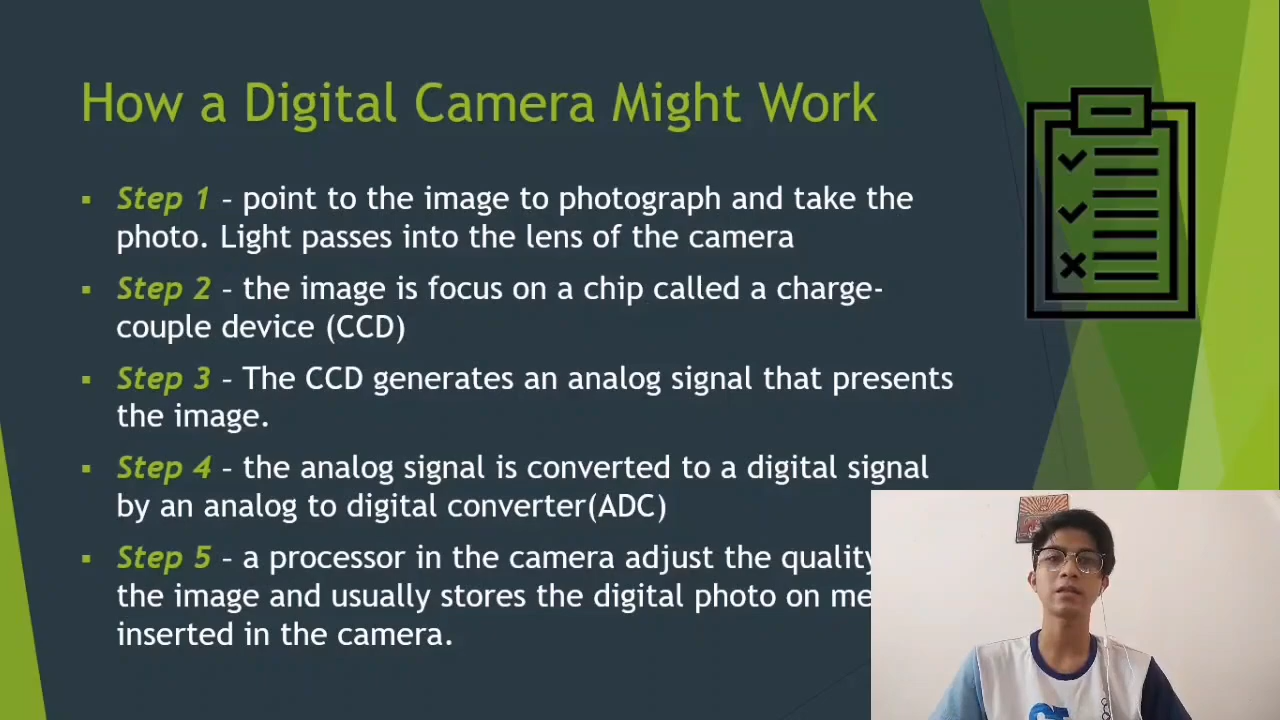 How a Digital Camera Might Work
Step 1 – point to the image to photograph and take the
photo. Light passes into the lens of the camera
Step 2 – the image is focus on a chip called a charge-
couple device (CCD)
Step 3 – The CCD generates an analog signal that presents
the image.
Step 4 – the analog signal is converted to a digital signal
by an analog to digital converter(ADC)
Step 5 – a processor in the camera adjust the quality
the image and usually stores the digital photo on me
inserted in the camera.